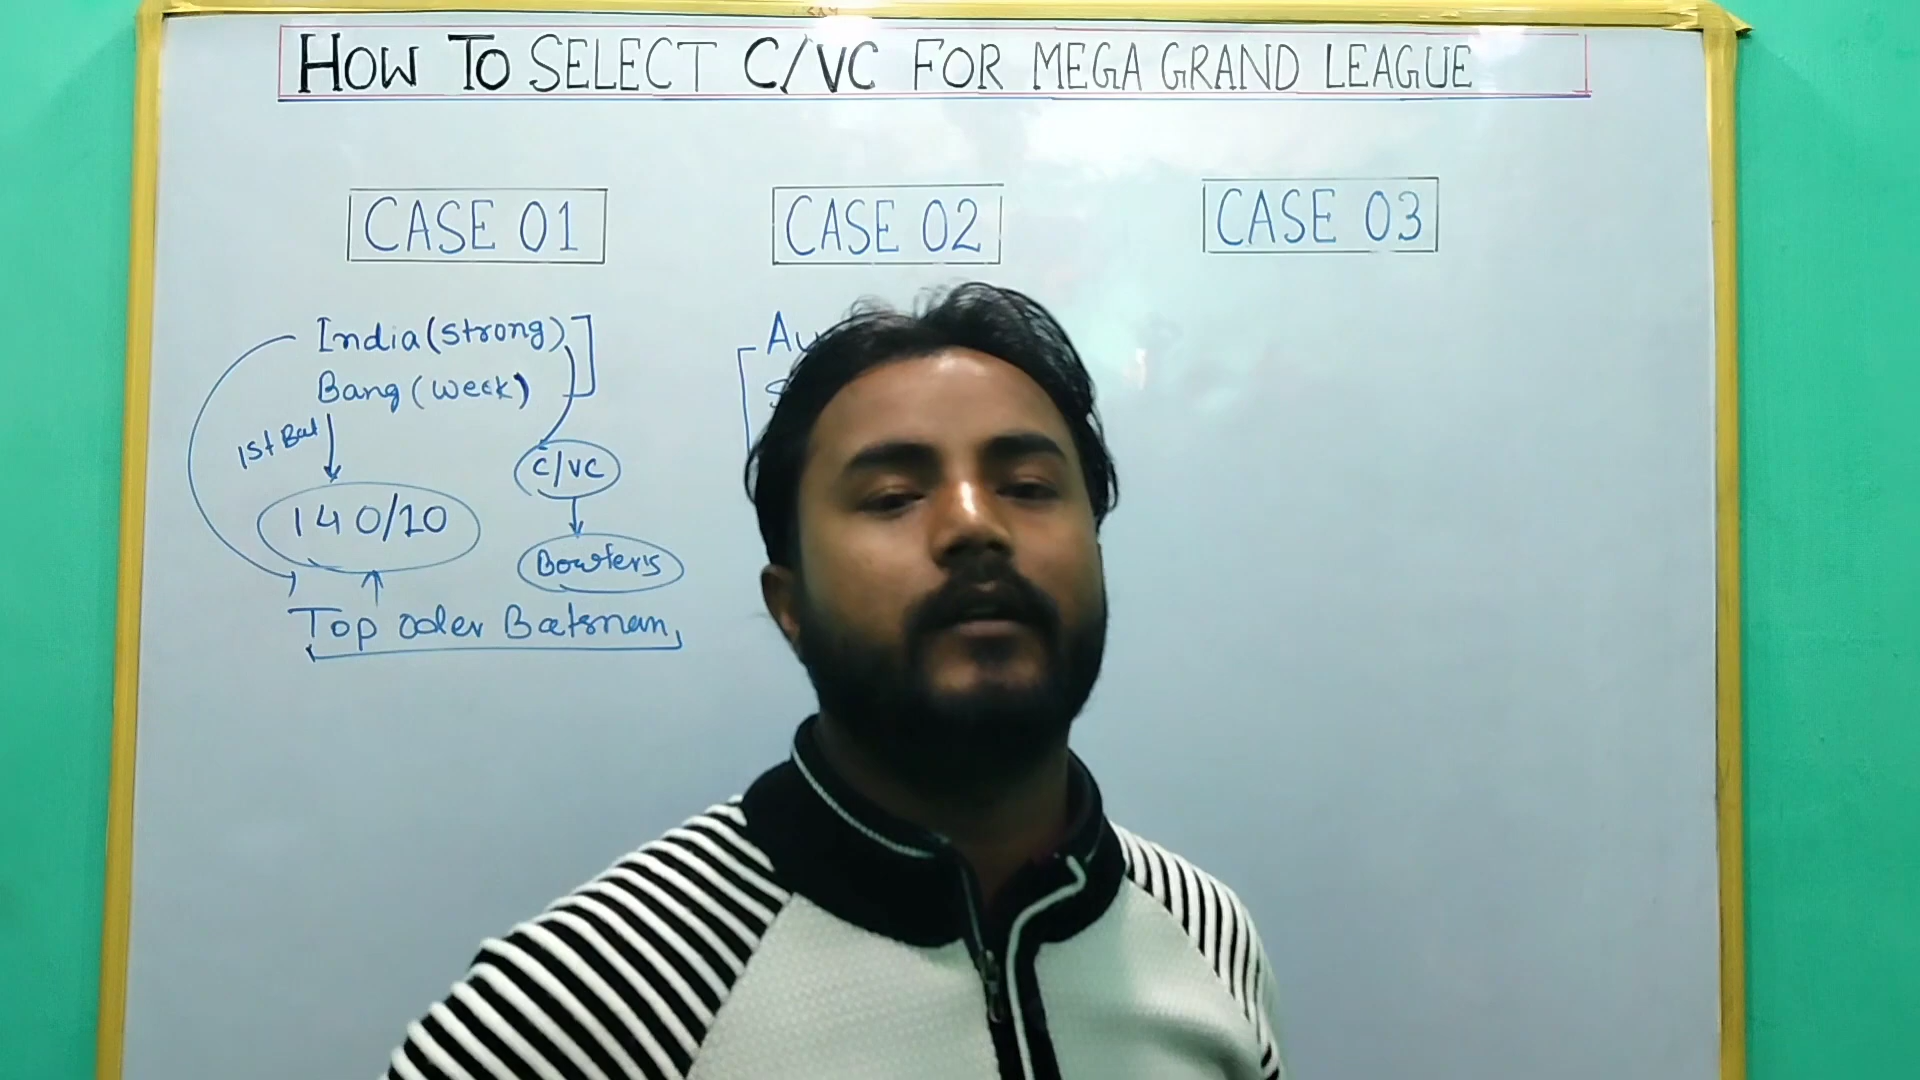 HOW TO SELECT C/VC FOR MEGA GRAND LEAGUE
CASE 01
CASE 02
CASE 03
India (strong)
Bang (week)
1st Bat
C/VC
140/10
Bowlers
Top oder Batsman,
Au
S